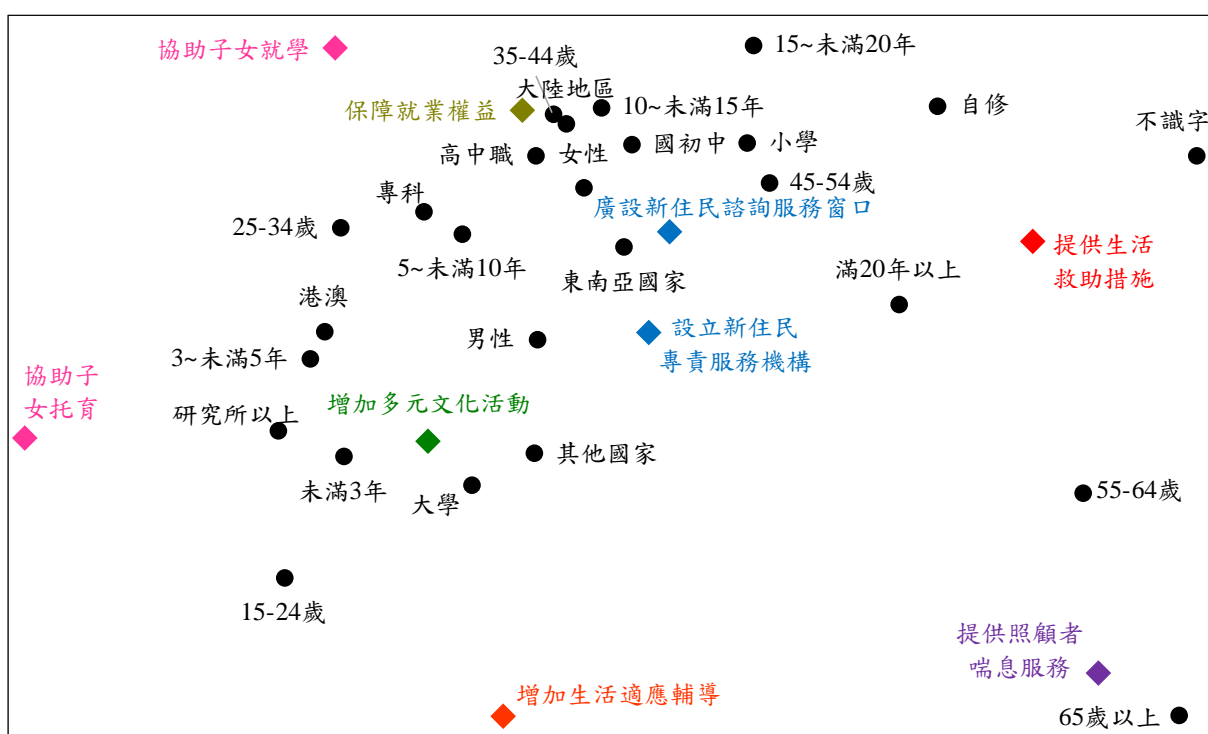 協助子女就學
15~未滿20年
35-44歲
大陸地區
保障就業權益
10~未滿15年
自修
不識字
高中職
女性
國初中
小學
專科
45-54歲
25-34歲
廣設新住民諮詢服務窗口
5~未滿10年
東南亞國家
滿20年以上
提供生活
救助措施
港澳
男性
設立新住民
專責服務機構
3~未滿5年
協助子
女托育
研究所以上
增加多元文化活動
其他國家
未滿3年
大學
55-64歲
15-24歲
提供照顧者
喘息服務
增加生活適應輔導
65歲以上